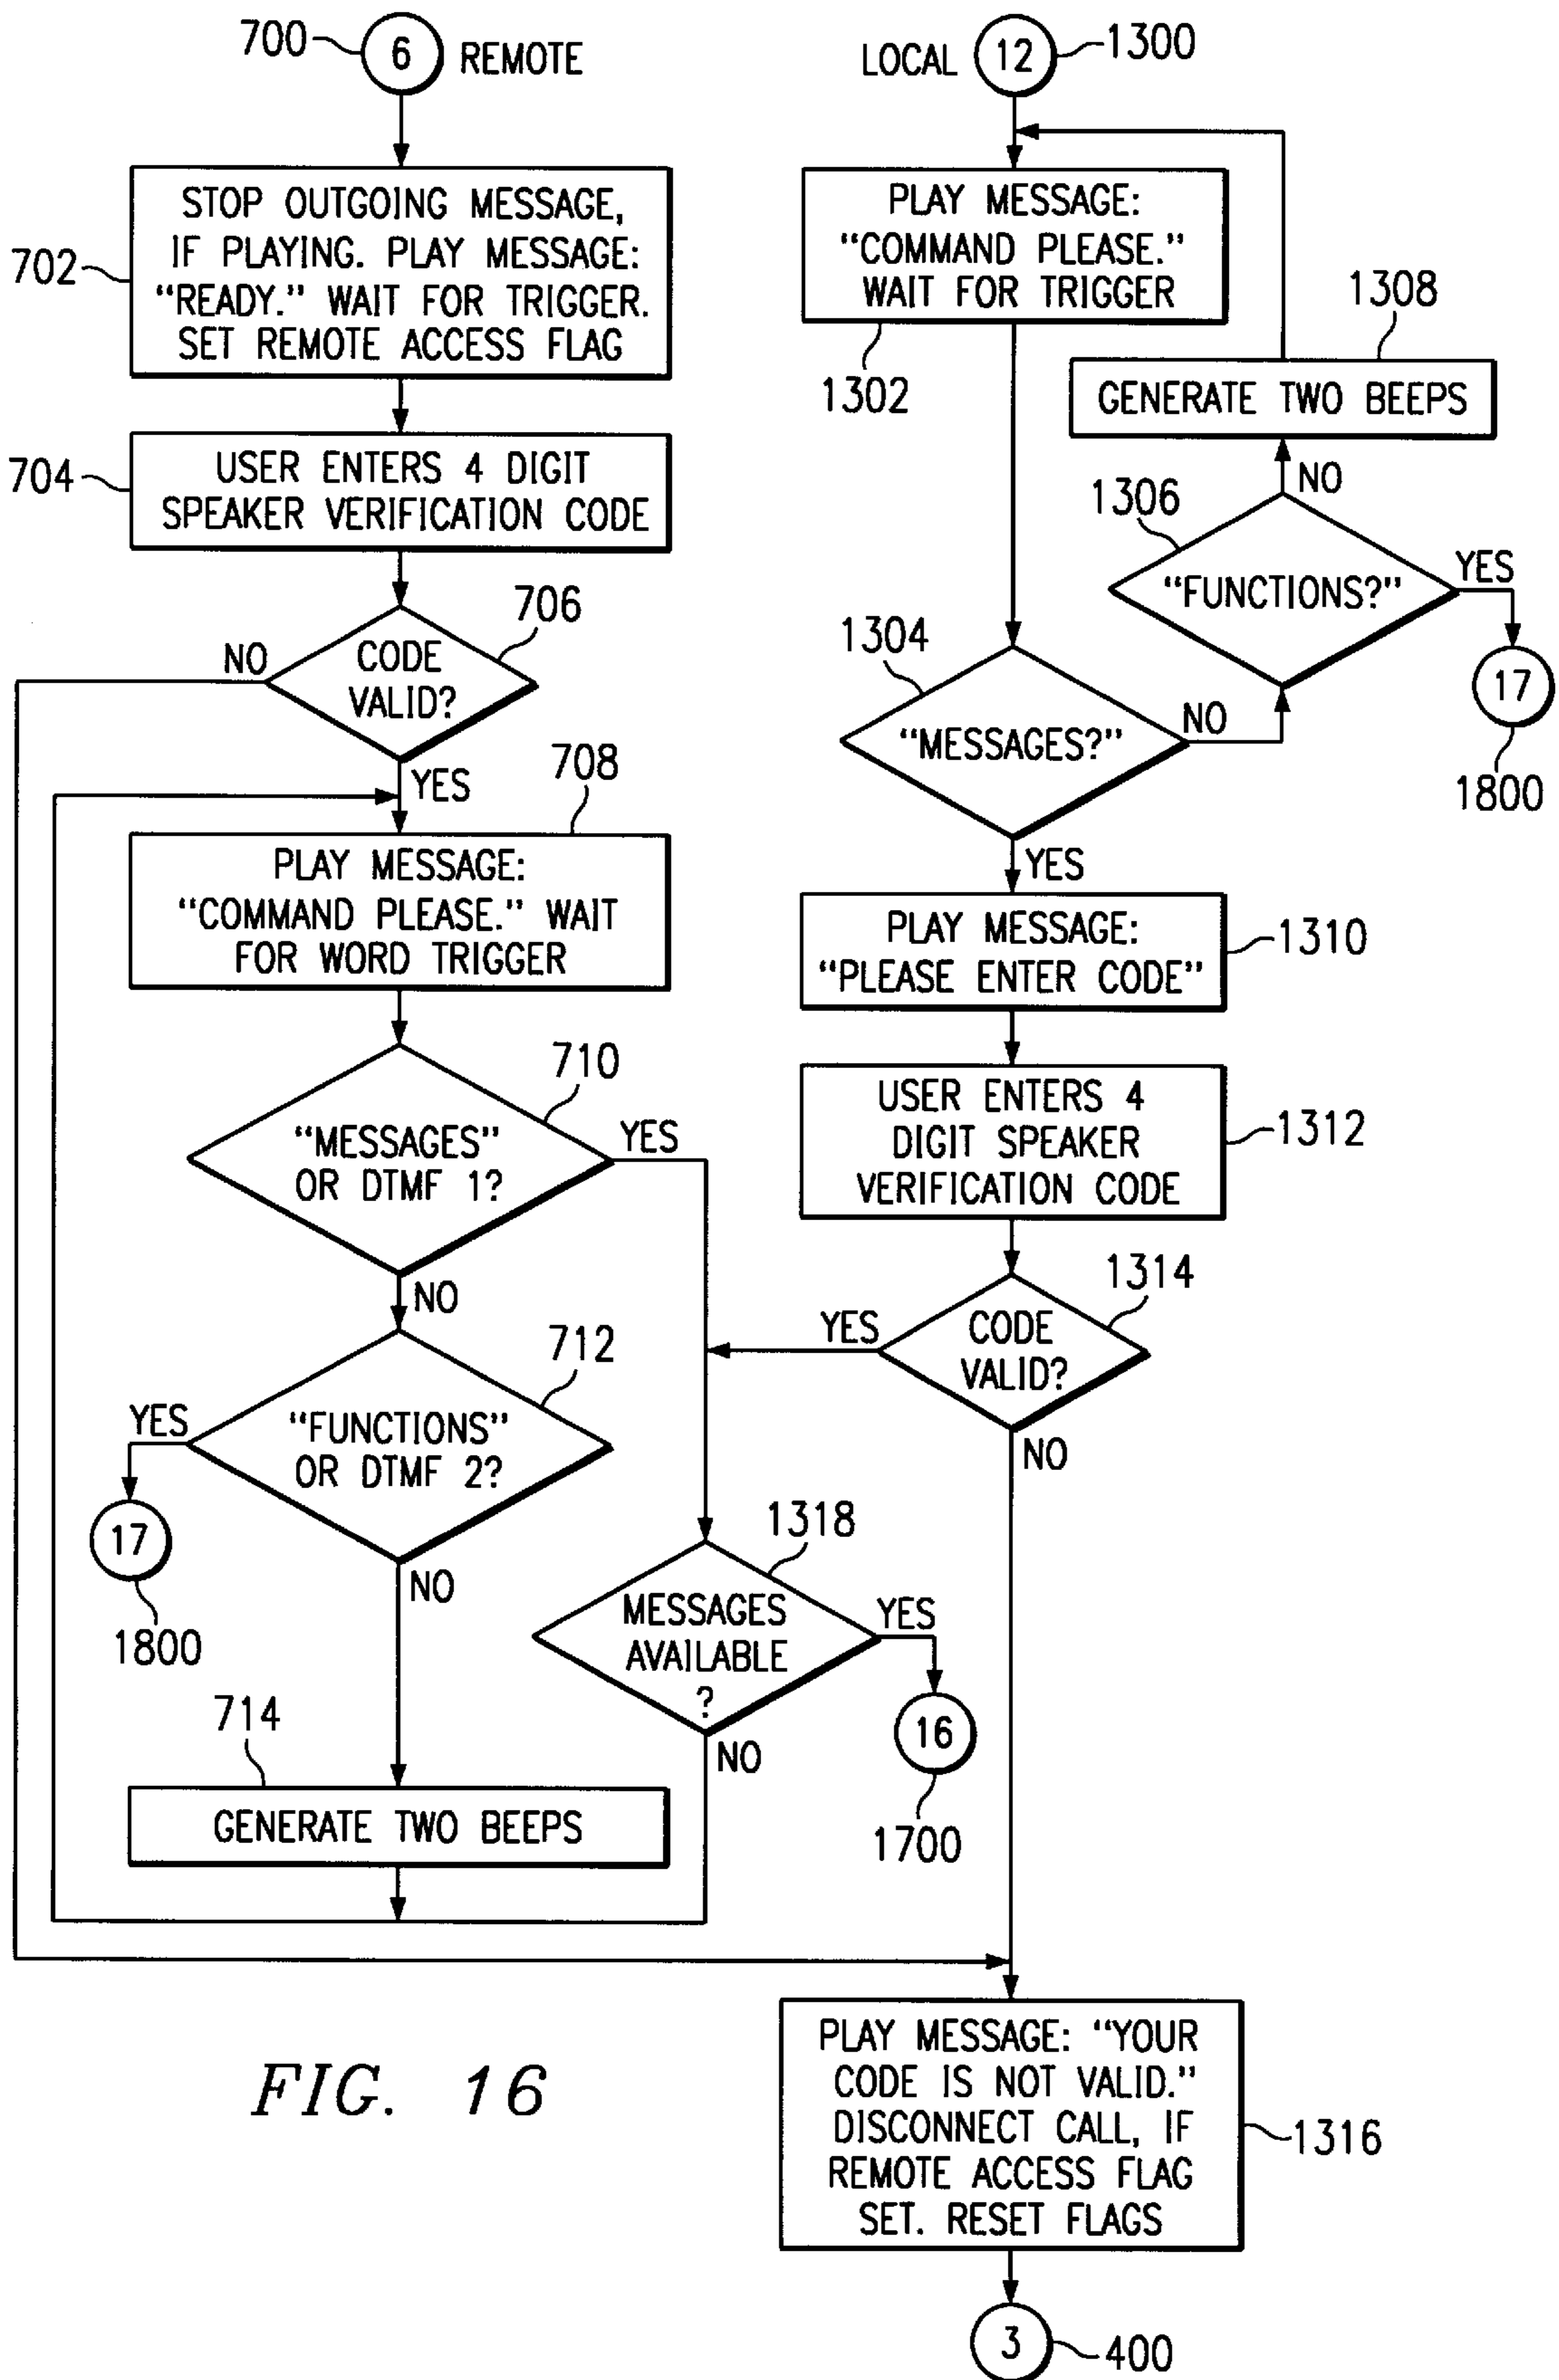 700
6
REMOTE
STOP OUTGOING MESSAGE,
IF PLAYING. PLAY MESSAGE:
"READY." WAIT FOR TRIGGER.
SET REMOTE ACCESS FLAG
702
USER ENTERS 4 DIGIT
SPEAKER VERIFICATION CODE
704
CODE
VALID?
706
NO
YES
708
PLAY MESSAGE:
"COMMAND PLEASE." WAIT
FOR WORD TRIGGER
710
"MESSAGES"
OR DTMF 1?
YES
NO
712
"FUNCTIONS"
OR DTMF 2?
YES
17
1800
NO
714
GENERATE TWO BEEPS
LOCAL
12
1300
PLAY MESSAGE:
"COMMAND PLEASE."
WAIT FOR TRIGGER
1302
1308
GENERATE TWO BEEPS
NO
1306
"FUNCTIONS?"
YES
17
1800
1304
"MESSAGES?"
NO
YES
PLAY MESSAGE:
"PLEASE ENTER CODE"
1310
USER ENTERS 4
DIGIT SPEAKER
VERIFICATION CODE
1312
1314
CODE
VALID?
YES
NO
1318
MESSAGES
AVAILABLE
?
YES
16
1700
NO
PLAY MESSAGE: "YOUR
CODE IS NOT VALID."
DISCONNECT CALL, IF
REMOTE ACCESS FLAG
SET. RESET FLAGS
1316
3
400
FIG. 16